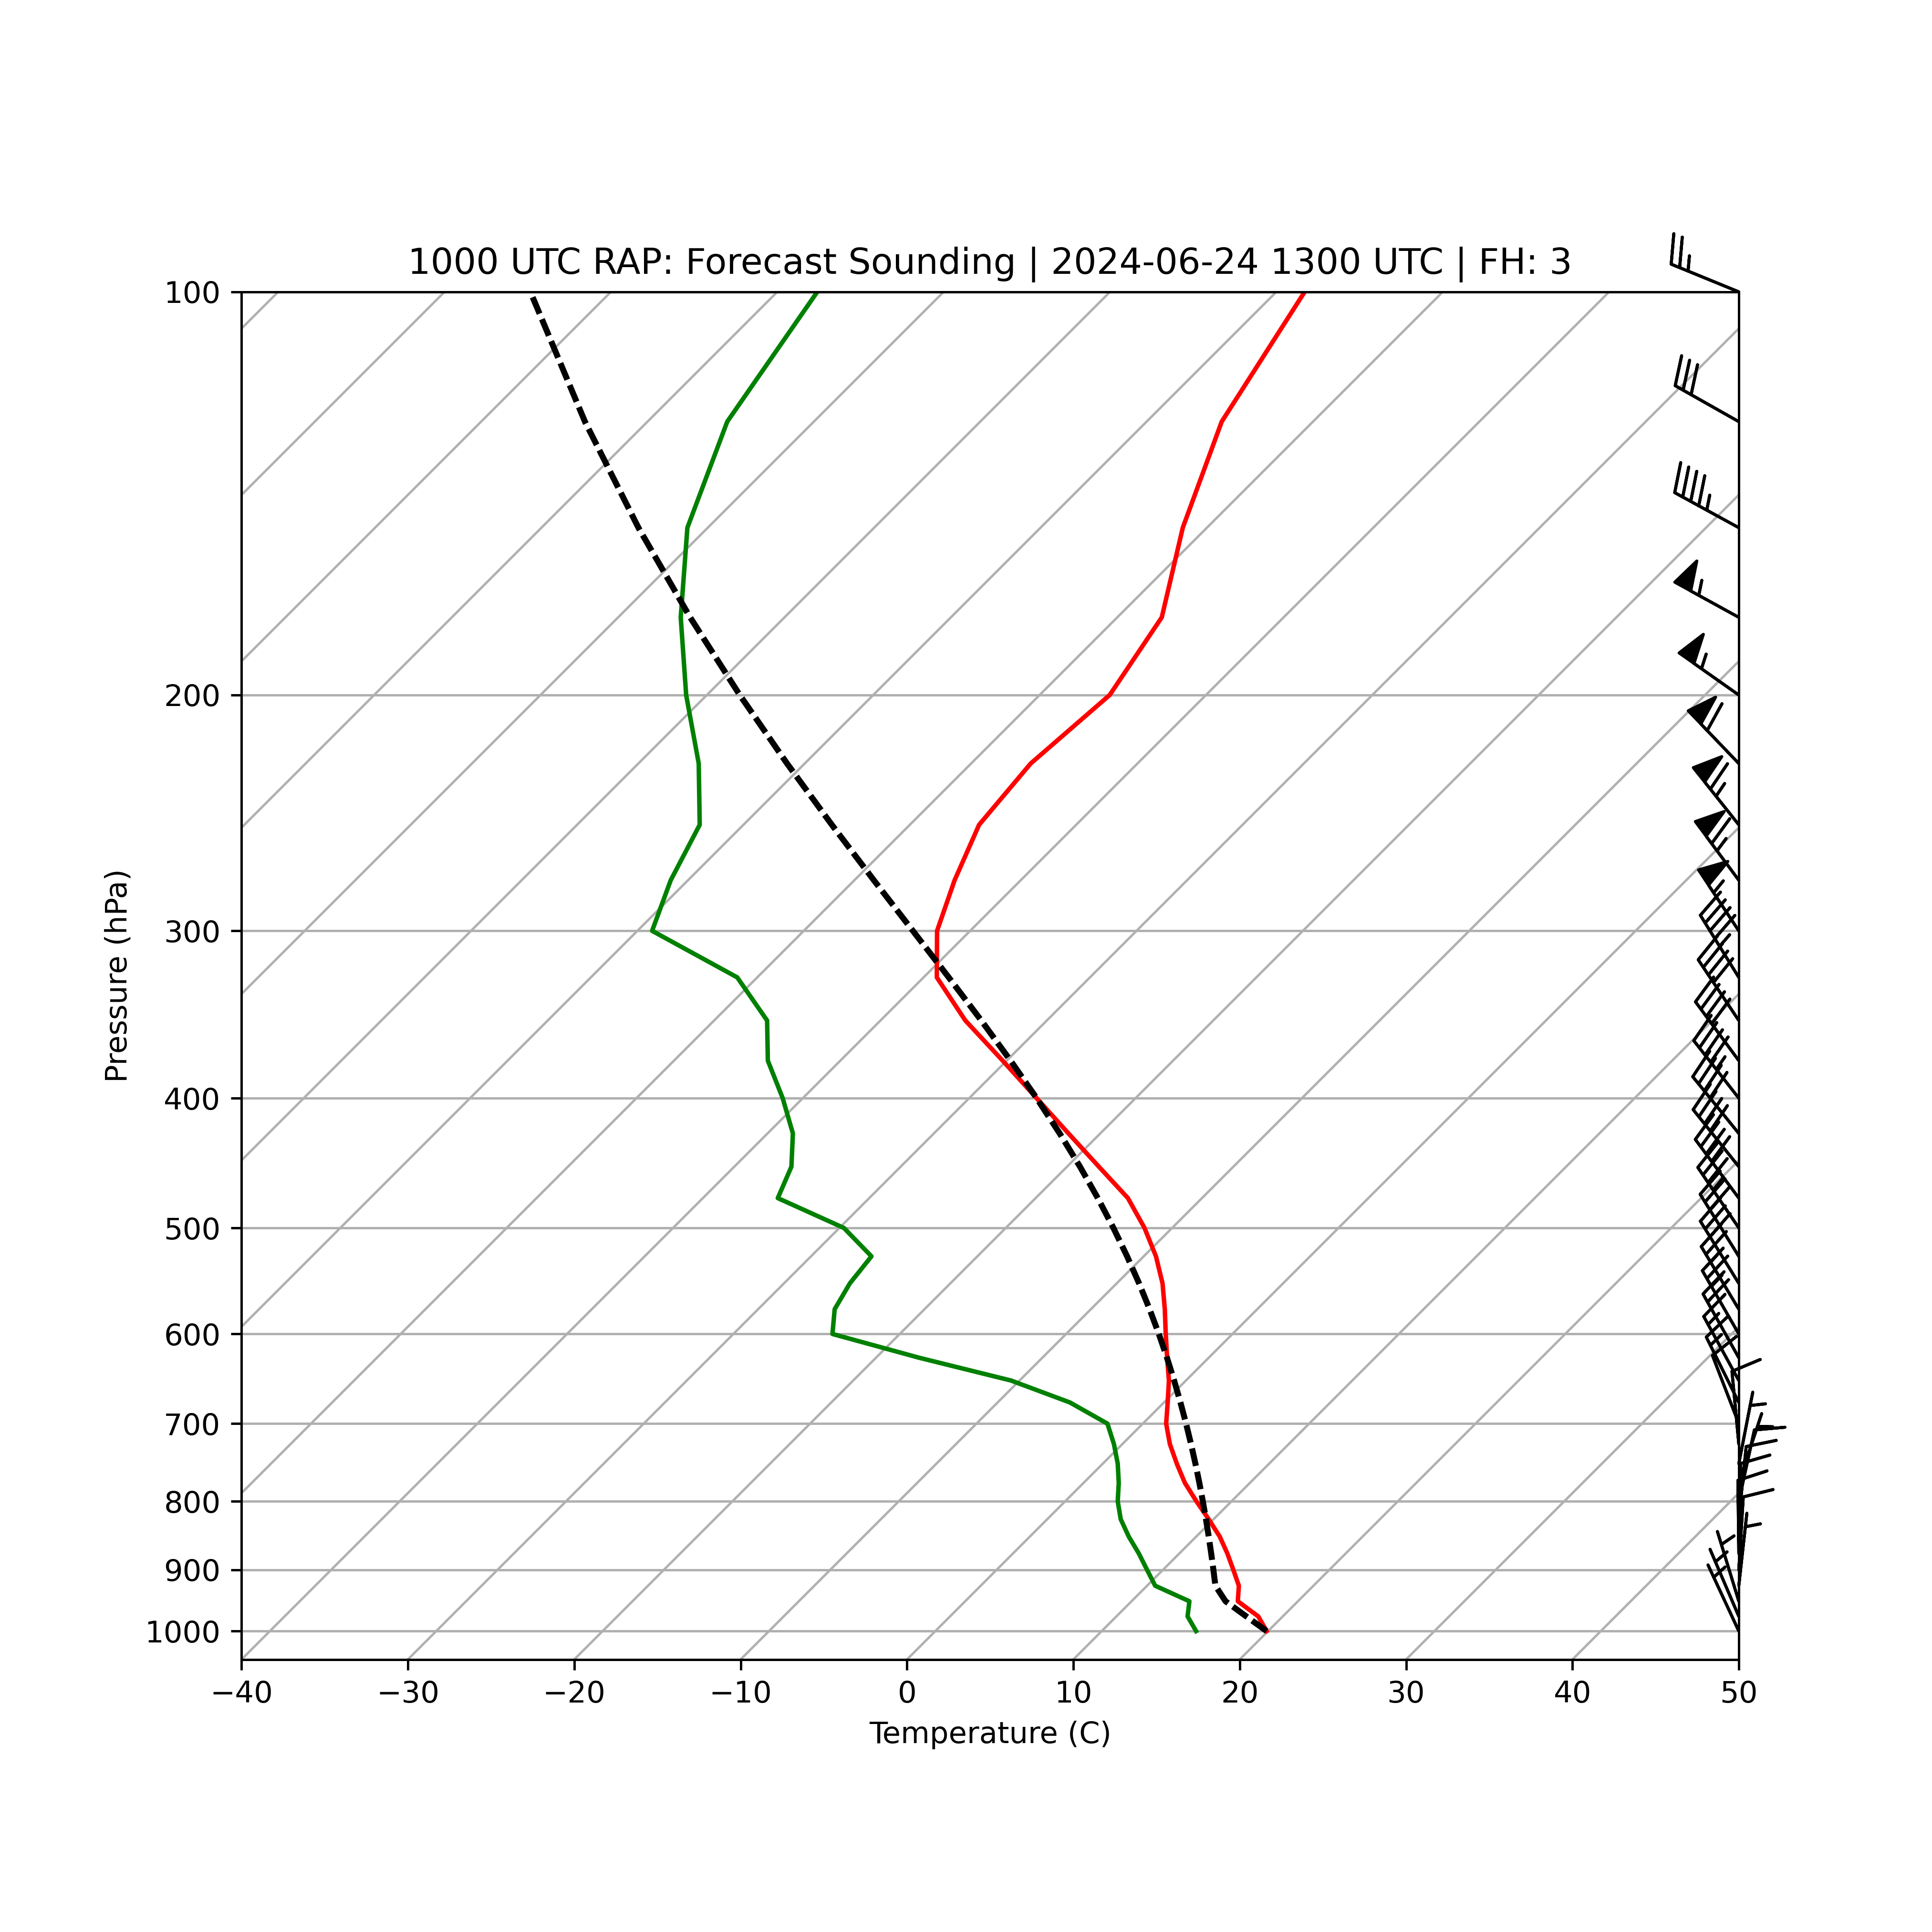 1000 UTC RAP: Forecast Sounding | 2024-06-24 1300 UTC | FH: 3
100
200
300
400
500
600
700
800
900
1000
Pressure (hPa)
−40 −30 −20 −10 0 10 20 30 40 50
Temperature (C)